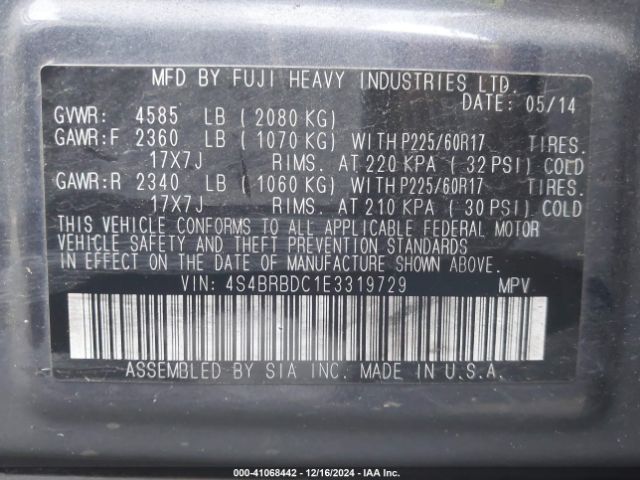 MFD BY FUJI HEAVY INDUSTRIES LTD.
DATE: 05/14
GVWR: 4585 LB ( 2080 KG)
GAWR:F 2360 LB ( 1070 KG) WITH P225/60R17 TIRES.
17X7J RIMS. AT 220 KPA ( 32 PSI) COLD
GAWR:R 2340 LB ( 1060 KG) WITH P225/60R17 TIRES.
17X7J RIMS. AT 210 KPA ( 30 PSI) COLD
THIS VEHICLE CONFORMS TO ALL APPLICABLE FEDERAL MOTOR
VEHICLE SAFETY AND THEFT PREVENTION STANDARDS
IN EFFECT ON THE DATE OF MANUFACTURE SHOWN ABOVE.
VIN: 4S4BRBDC1E3319729 MPV
ASSEMBLED BY SIA INC. MADE IN U.S.A.
000-41068442 - 12/16/2024 - IAAI.COM